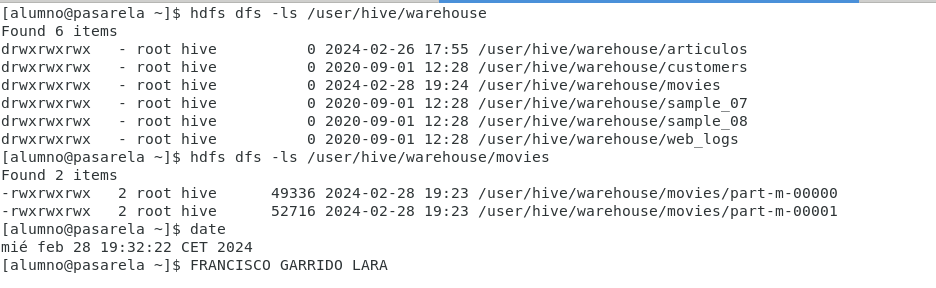 [alumno@pasarela ~]$ hdfs dfs -ls /user/hive/warehouse
Found 6 items
drwxrwxrwx   - root hive          0 2024-02-26 17:55 /user/hive/warehouse/articulos
drwxrwxrwx   - root hive          0 2020-09-01 12:28 /user/hive/warehouse/customers
drwxrwxrwx   - root hive          0 2024-02-28 19:24 /user/hive/warehouse/movies
drwxrwxrwx   - root hive          0 2020-09-01 12:28 /user/hive/warehouse/sample_07
drwxrwxrwx   - root hive          0 2020-09-01 12:28 /user/hive/warehouse/sample_08
drwxrwxrwx   - root hive          0 2020-09-01 12:28 /user/hive/warehouse/web_logs
[alumno@pasarela ~]$ hdfs dfs -ls /user/hive/warehouse/movies
Found 2 items
-rwxrwxrwx   2 root hive      49336 2024-02-28 19:23 /user/hive/warehouse/movies/part-m-00000
-rwxrwxrwx   2 root hive      52716 2024-02-28 19:23 /user/hive/warehouse/movies/part-m-00001
[alumno@pasarela ~]$ date
mié feb 28 19:32:22 CET 2024
[alumno@pasarela ~]$ FRANCISCO GARRIDO LARA